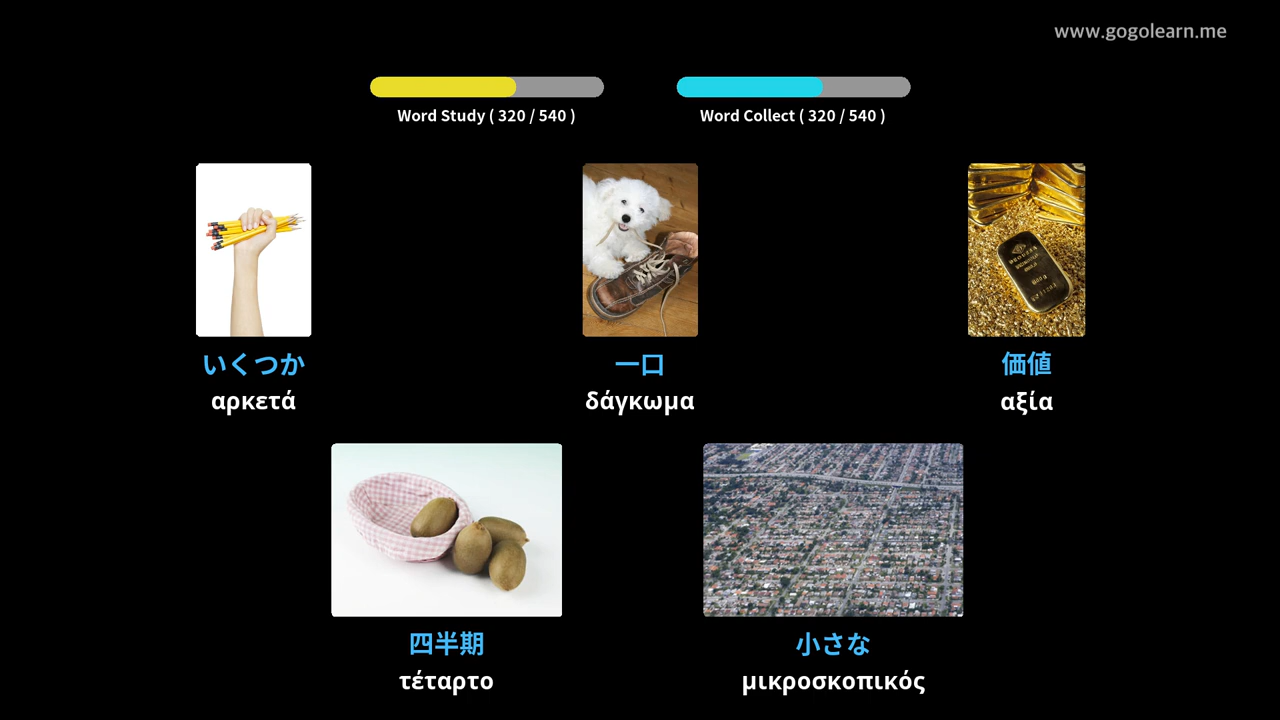 www.gogolearn.me
Word Study ( 320 / 540 )
Word Collect ( 320 / 540 )
いくつか
αρκετά
一口
δάγκωμα
価値
αξία
四半期
τέταρτο
小さな
μικροσκοπικός